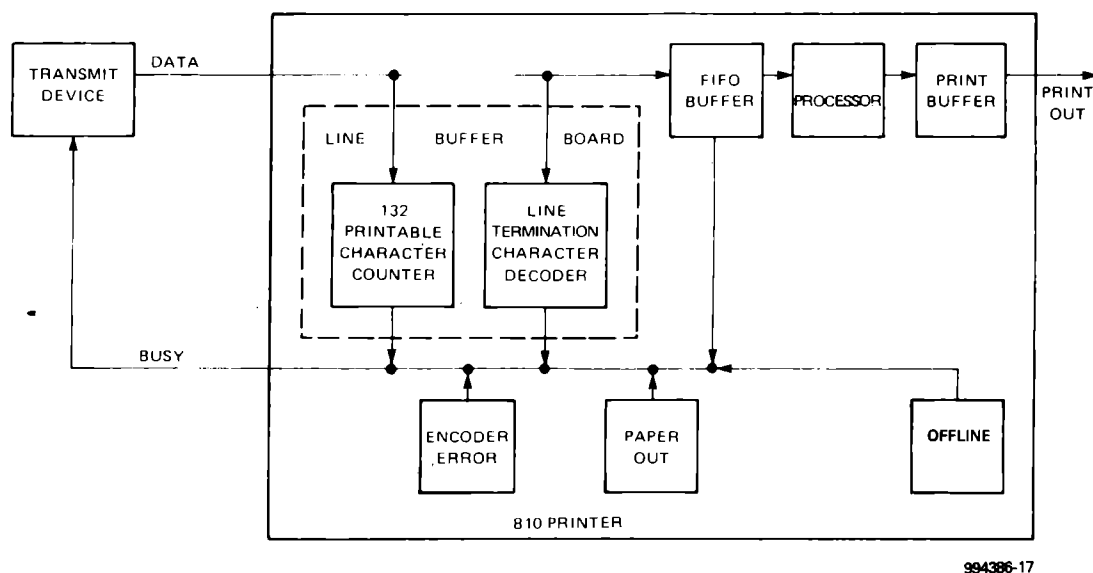 TRANSMIT
DEVICE
DATA
FIFO
BUFFER
PROCESSOR
PRINT
BUFFER
PRINT
OUT
LINE BUFFER BOARD
132
PRINTABLE
CHARACTER
COUNTER
LINE
TERMINATION
CHARACTER
DECODER
BUSY
ENCODER
ERROR
PAPER
OUT
OFFLINE
810 PRINTER
994386-17